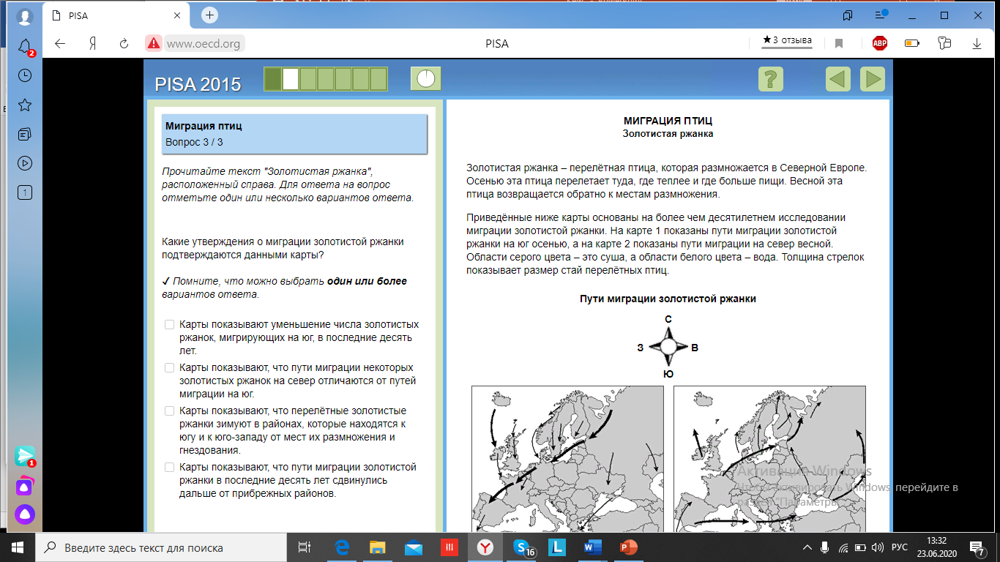 PISA
www.oecd.org
PISA
★3 отзыва
ABP
2
PISA 2015
?
Миграция птиц
Вопрос 3 / 3
Прочитайте текст "Золотистая ржанка",
расположенный справа. Для ответа на вопрос
отметьте один или несколько вариантов ответа.
Какие утверждения о миграции золотистой ржанки
подтверждаются данными карты?
✓ Помните, что можно выбрать один или более
вариантов ответа.
Карты показывают уменьшение числа золотистых
ржанок, мигрирующих на юг, в последние десять
лет.
Карты показывают, что пути миграции некоторых
золотистых ржанок на север отличаются от путей
миграции на юг.
Карты показывают, что перелётные золотистые
ржанки зимуют в районах, которые находятся к
югу и к юго-западу от мест их размножения и
гнездования.
Карты показывают, что пути миграции золотистой
ржанки в последние десять лет сдвинулись
дальше от прибрежных районов.
МИГРАЦИЯ ПТИЦ
Золотистая ржанка
Золотистая ржанка – перелётная птица, которая размножается в Северной Европе.
Осенью эта птица перелетает туда, где теплее и где больше пищи. Весной эта
птица возвращается обратно к местам размножения.
Приведённые ниже карты основаны на более чем десятилетнем исследовании
миграции золотистой ржанки. На карте 1 показаны пути миграции золотистой
ржанки на юг осенью, а на карте 2 показаны пути миграции на север весной.
Области серого цвета – это суша, а области белого цвета – вода. Толщина стрелок
показывает размер стай перелётных птиц.
Пути миграции золотистой ржанки
С
З В
Ю
Активация Windows
Чтобы активировать Windows, перейдите в
раздел "Параметры".
1
1
Введите здесь текст для поиска
16
РУС
13:32
23.06.2020
7